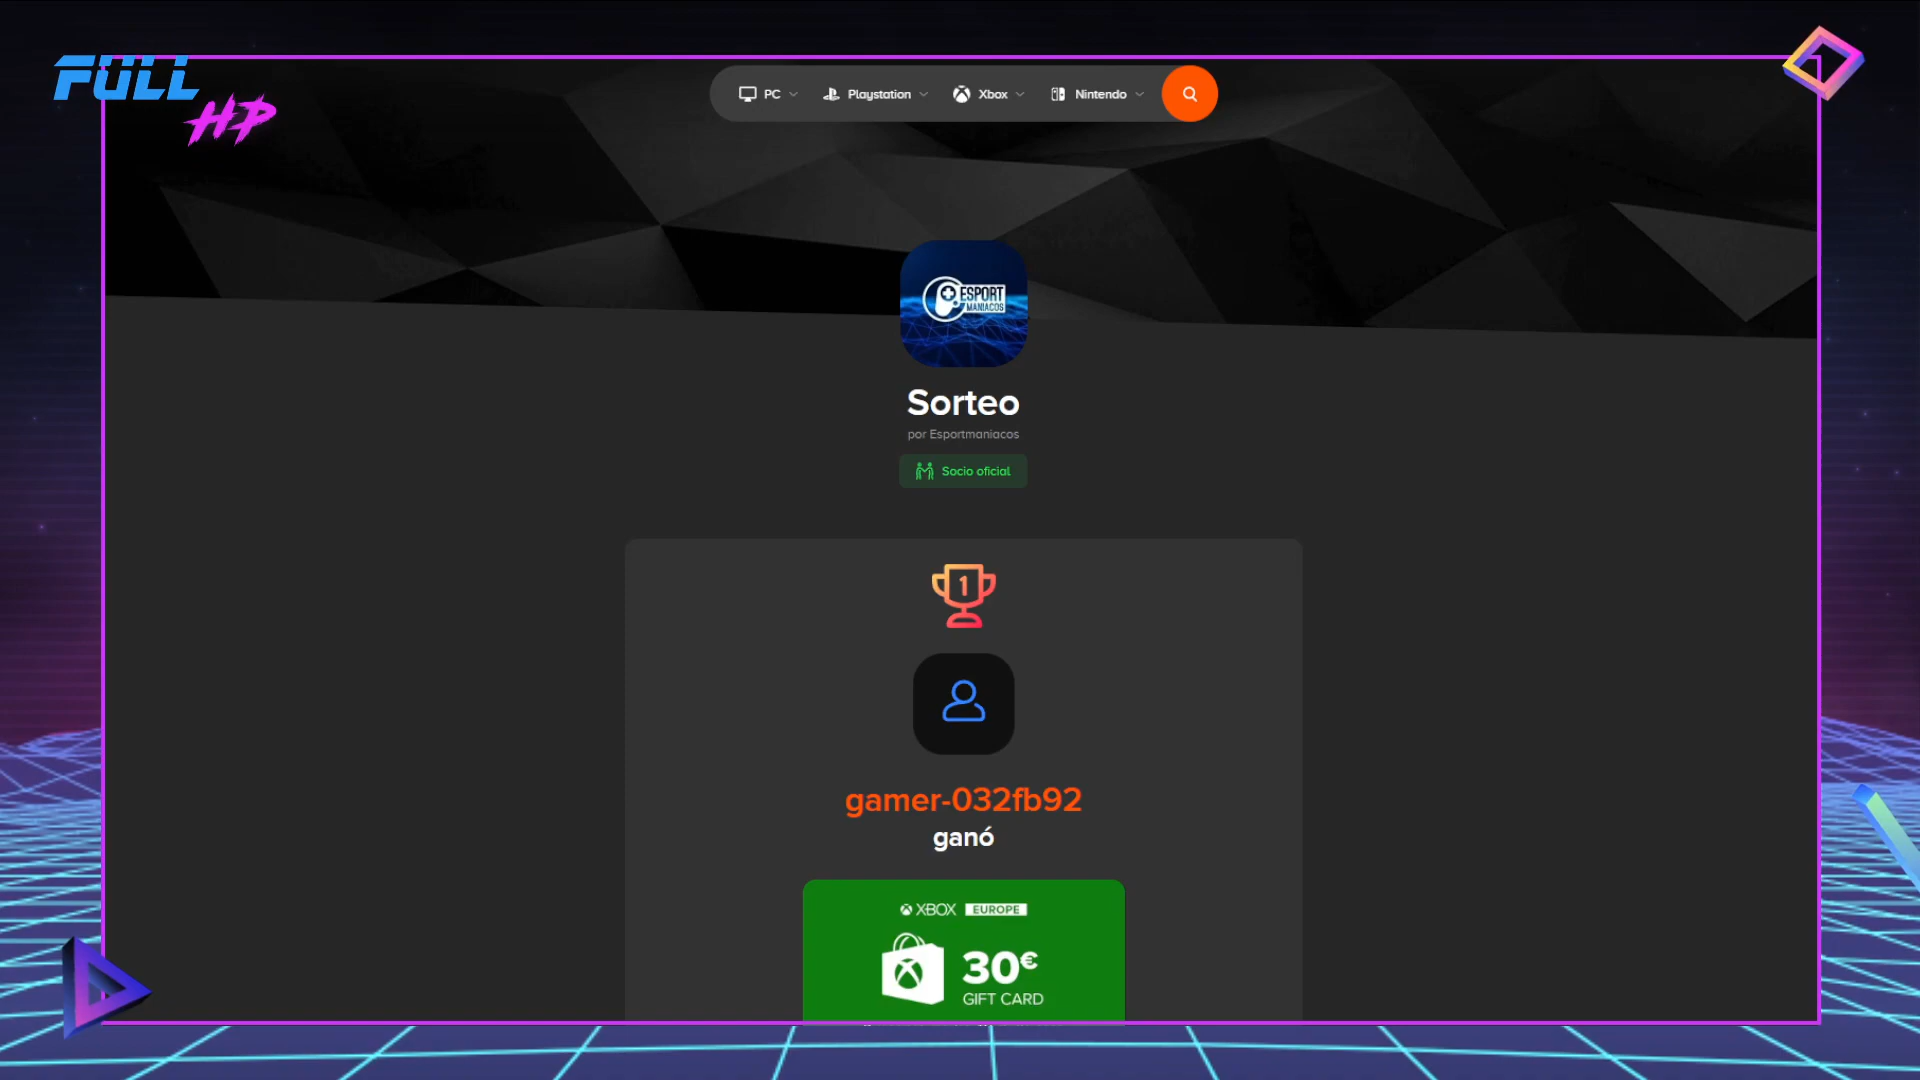 FULL
HP
PC
Playstation
Xbox
Nintendo
ESPORT
MANIACOS
Sorteo
por Esportmaniacos
Socio oficial
1
gamer-032fb92
ganó
XBOX EUROPE
30€
GIFT CARD